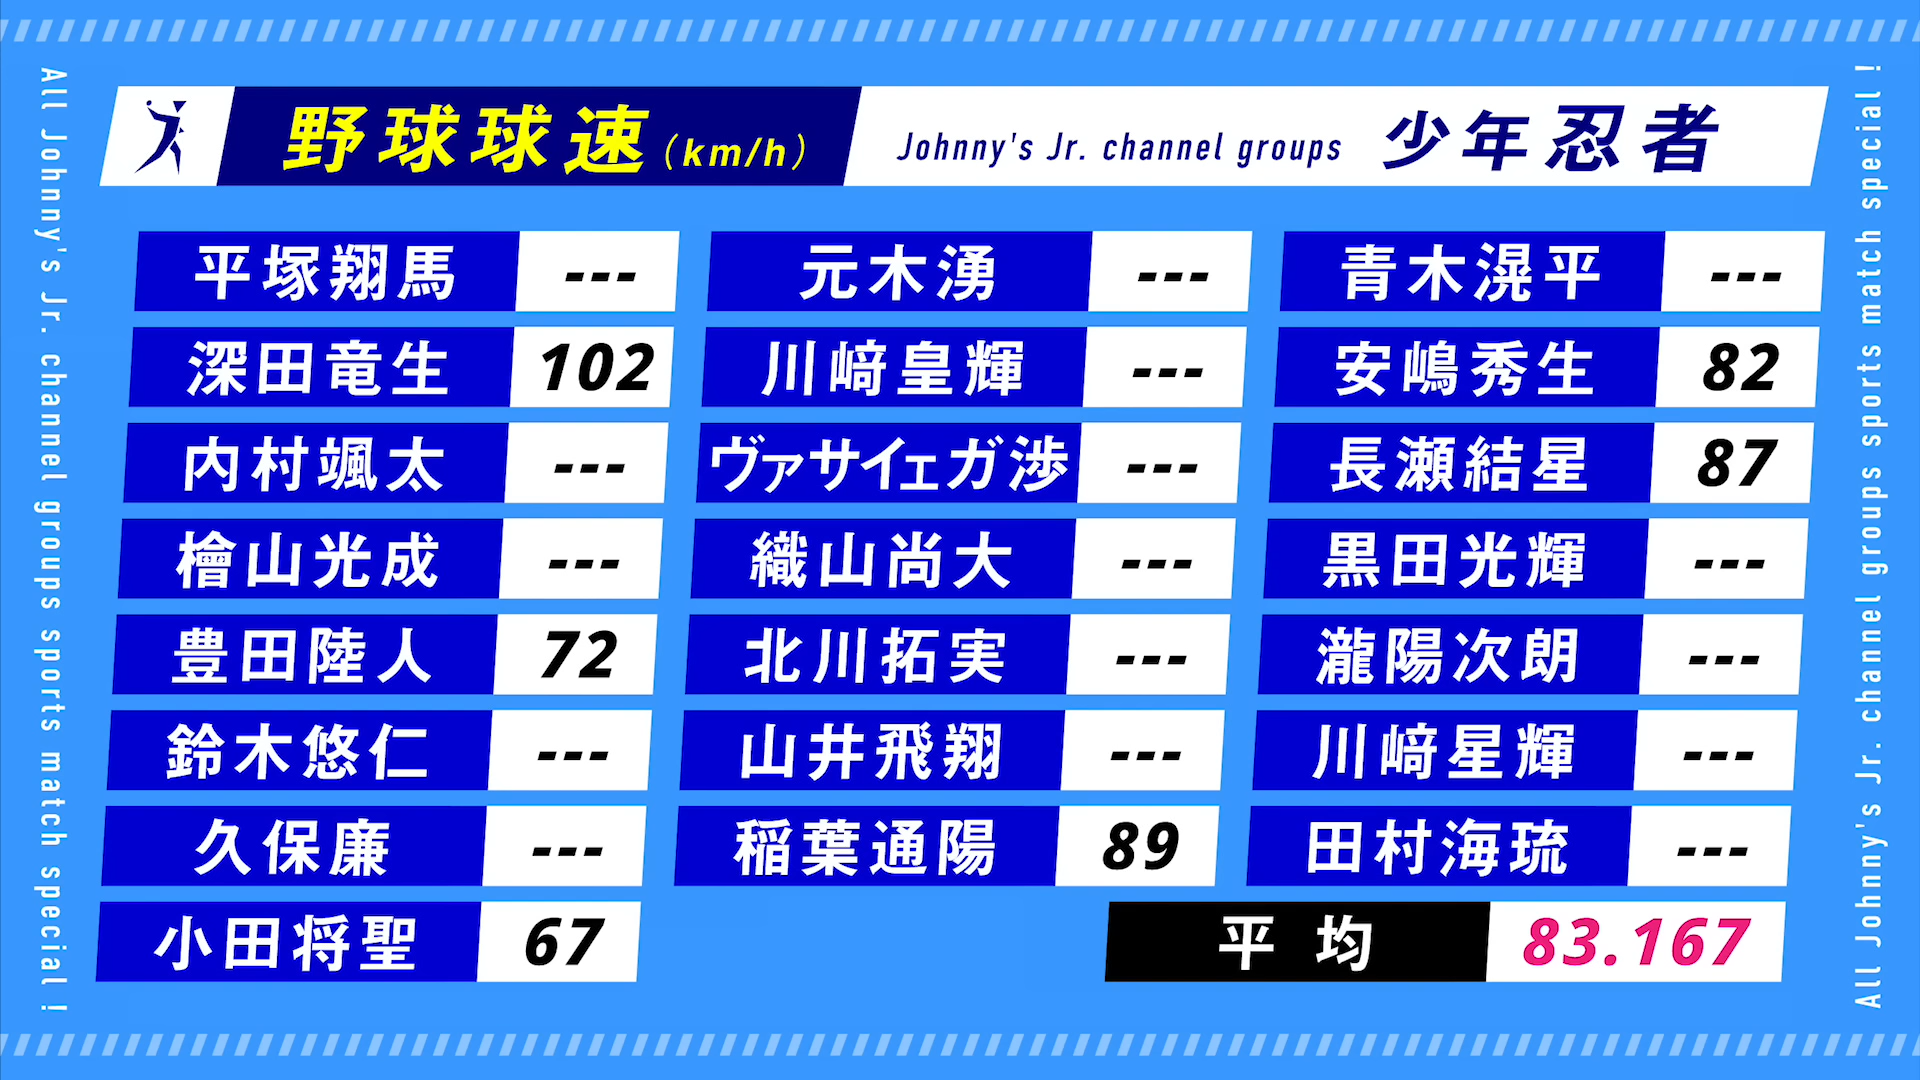 野球球速(km/h)
Johnny's Jr. channel groups 少年忍者
平塚翔馬 ---
元木湧 ---
青木滉平 ---
深田竜生 102
川﨑皇輝 ---
安嶋秀生 82
内村颯太 ---
ヴァサイェガ渉 ---
長瀬結星 87
檜山光成 ---
織山尚大 ---
黒田光輝 ---
豊田陸人 72
北川拓実 ---
瀧陽次朗 ---
鈴木悠仁 ---
山井飛翔 ---
川﨑星輝 ---
久保廉 ---
稲葉通陽 89
田村海琉 ---
小田将聖 67
平均 83.167
All Johnny's Jr. channel groups sports match special !
All Johnny's Jr. channel groups sports match special !